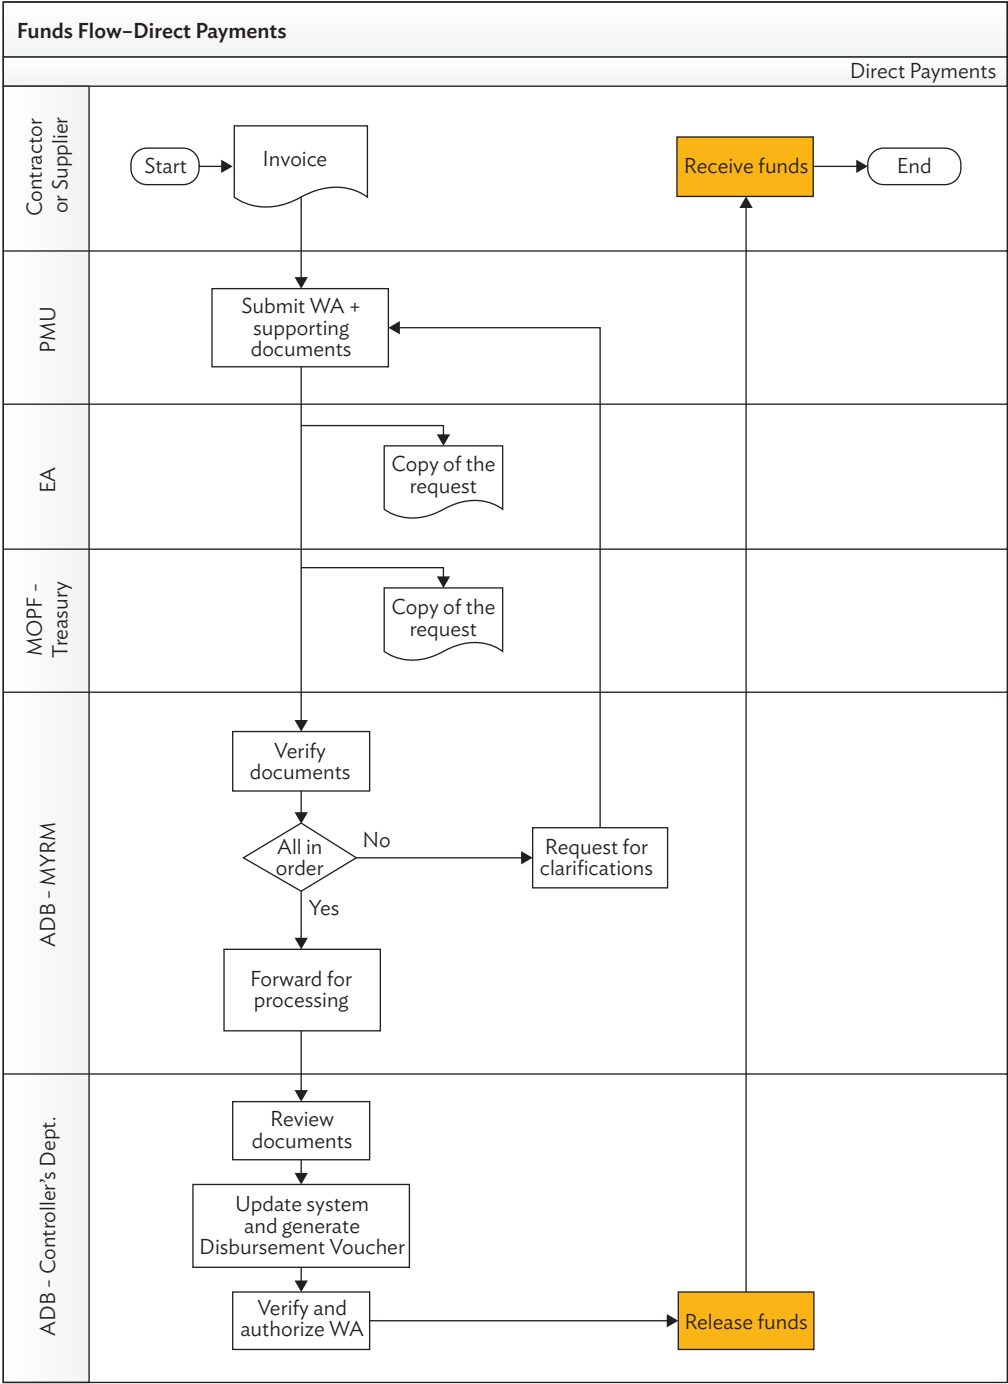 Funds Flow–Direct Payments
Direct Payments
Contractor
or Supplier
Start
Invoice
Receive funds
End
PMU
Submit WA +
supporting
documents
EA
Copy of the
request
MOPF -
Treasury
Copy of the
request
ADB - MYRM
Verify
documents
All in
order
No
Request for
clarifications
Yes
Forward for
processing
ADB - Controller's Dept.
Review
documents
Update system
and generate
Disbursement Voucher
Verify and
authorize WA
Release funds